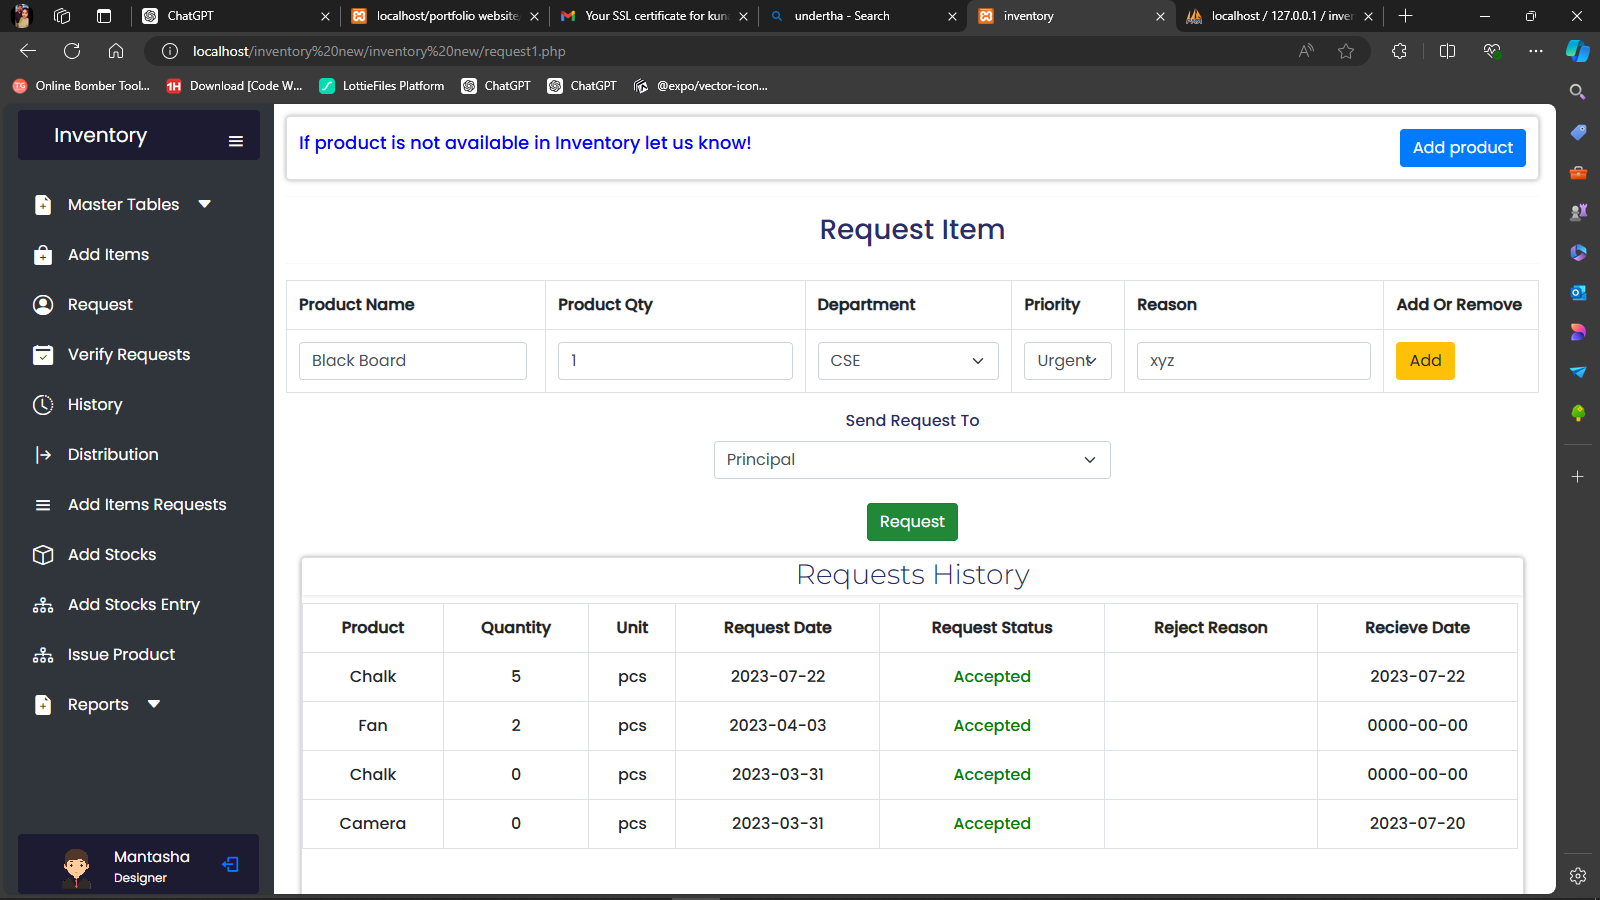 ChatGPT
localhost/portfolio website/
Your SSL certificate for kuna
undertha - Search
inventory
localhost / 127.0.0.1 / inver
localhost/inventory%20new/inventory%20new/request1.php
Online Bomber Tool...
Download [Code W...
LottieFiles Platform
ChatGPT
ChatGPT
@expo/vector-icon...
Inventory
Master Tables
Add Items
Request
Verify Requests
History
Distribution
Add Items Requests
Add Stocks
Add Stocks Entry
Issue Product
Reports
Mantasha
Designer
If product is not available in Inventory let us know!
Add product
Request Item
Product Name Product Qty Department Priority Reason Add Or Remove
Black Board 1 CSE Urgent xyz Add
Send Request To
Principal
Request
Requests History
Product Quantity Unit Request Date Request Status Reject Reason Recieve Date
Chalk 5 pcs 2023-07-22 Accepted 2023-07-22
Fan 2 pcs 2023-04-03 Accepted 0000-00-00
Chalk 0 pcs 2023-03-31 Accepted 0000-00-00
Camera 0 pcs 2023-03-31 Accepted 2023-07-20